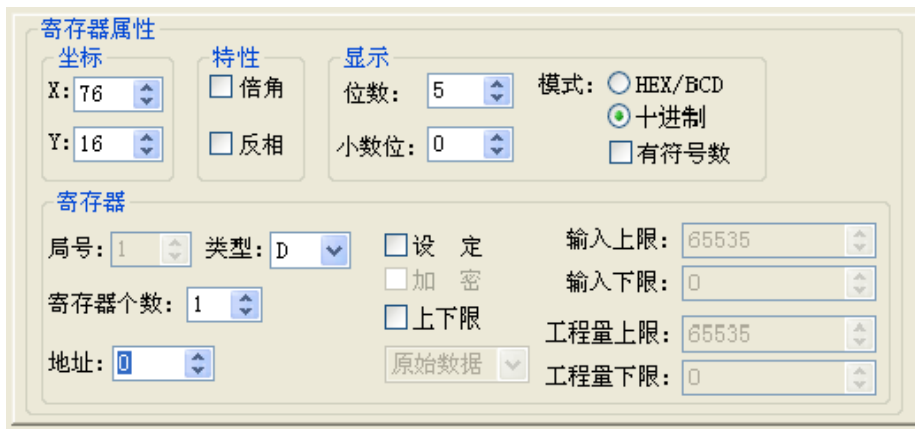 寄存器属性
坐标
X: 76
Y: 16
特性
倍角
反相
显示
位数: 5
小数位: 0
模式: HEX/BCD
十进制
有符号数
寄存器
局号: 1
类型: D
寄存器个数: 1
地址: 0
设 定
加 密
上下限
原始数据
输入上限: 65535
输入下限: 0
工程量上限: 65535
工程量下限: 0